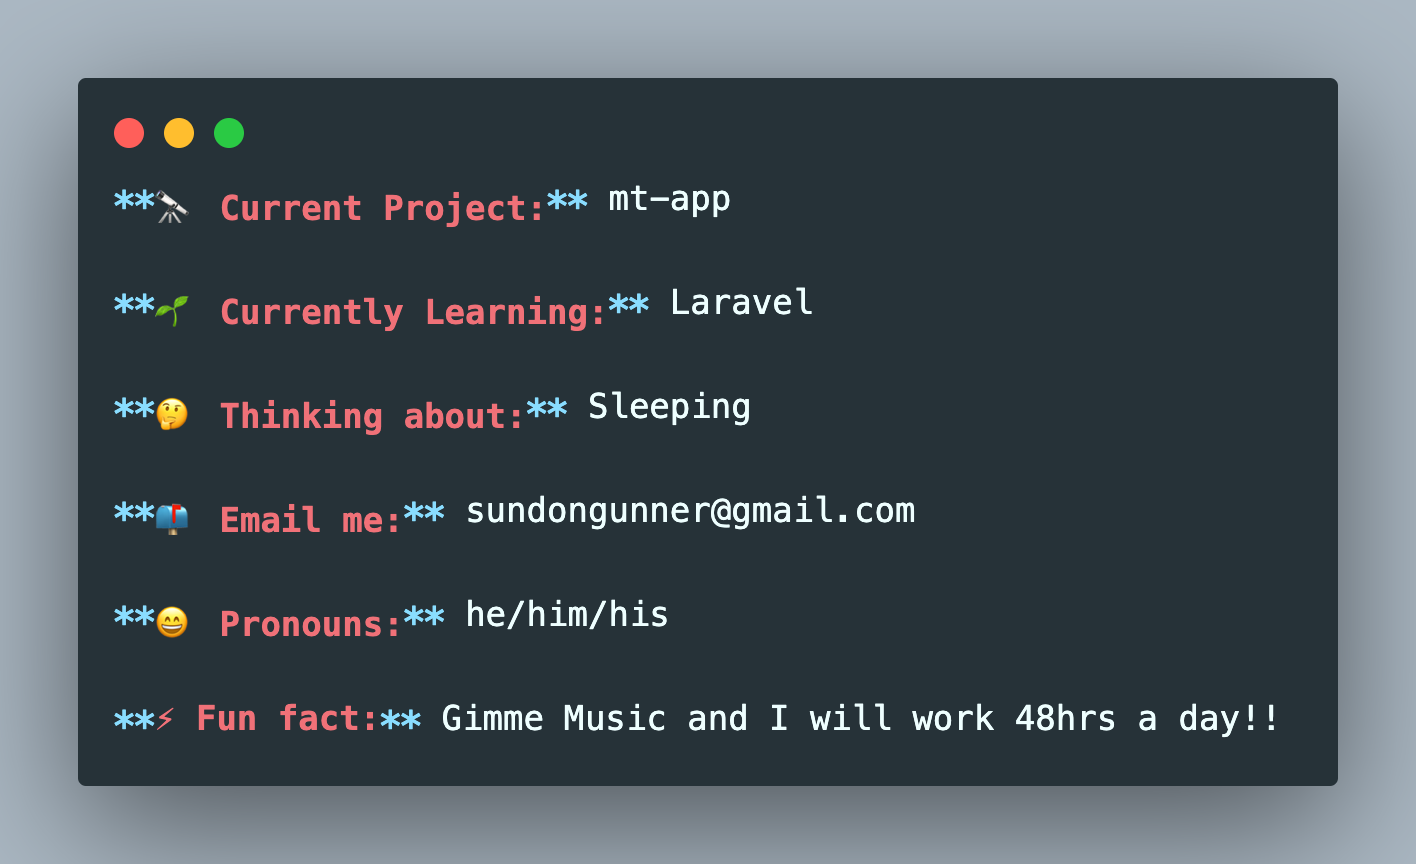 **🔭 Current Project:** mt-app
**🌱 Currently Learning:** Laravel
**🤔 Thinking about:** Sleeping
**📫 Email me:** sundongunner@gmail.com
**😄 Pronouns:** he/him/his
**⚡ Fun fact:** Gimme Music and I will work 48hrs a day!!